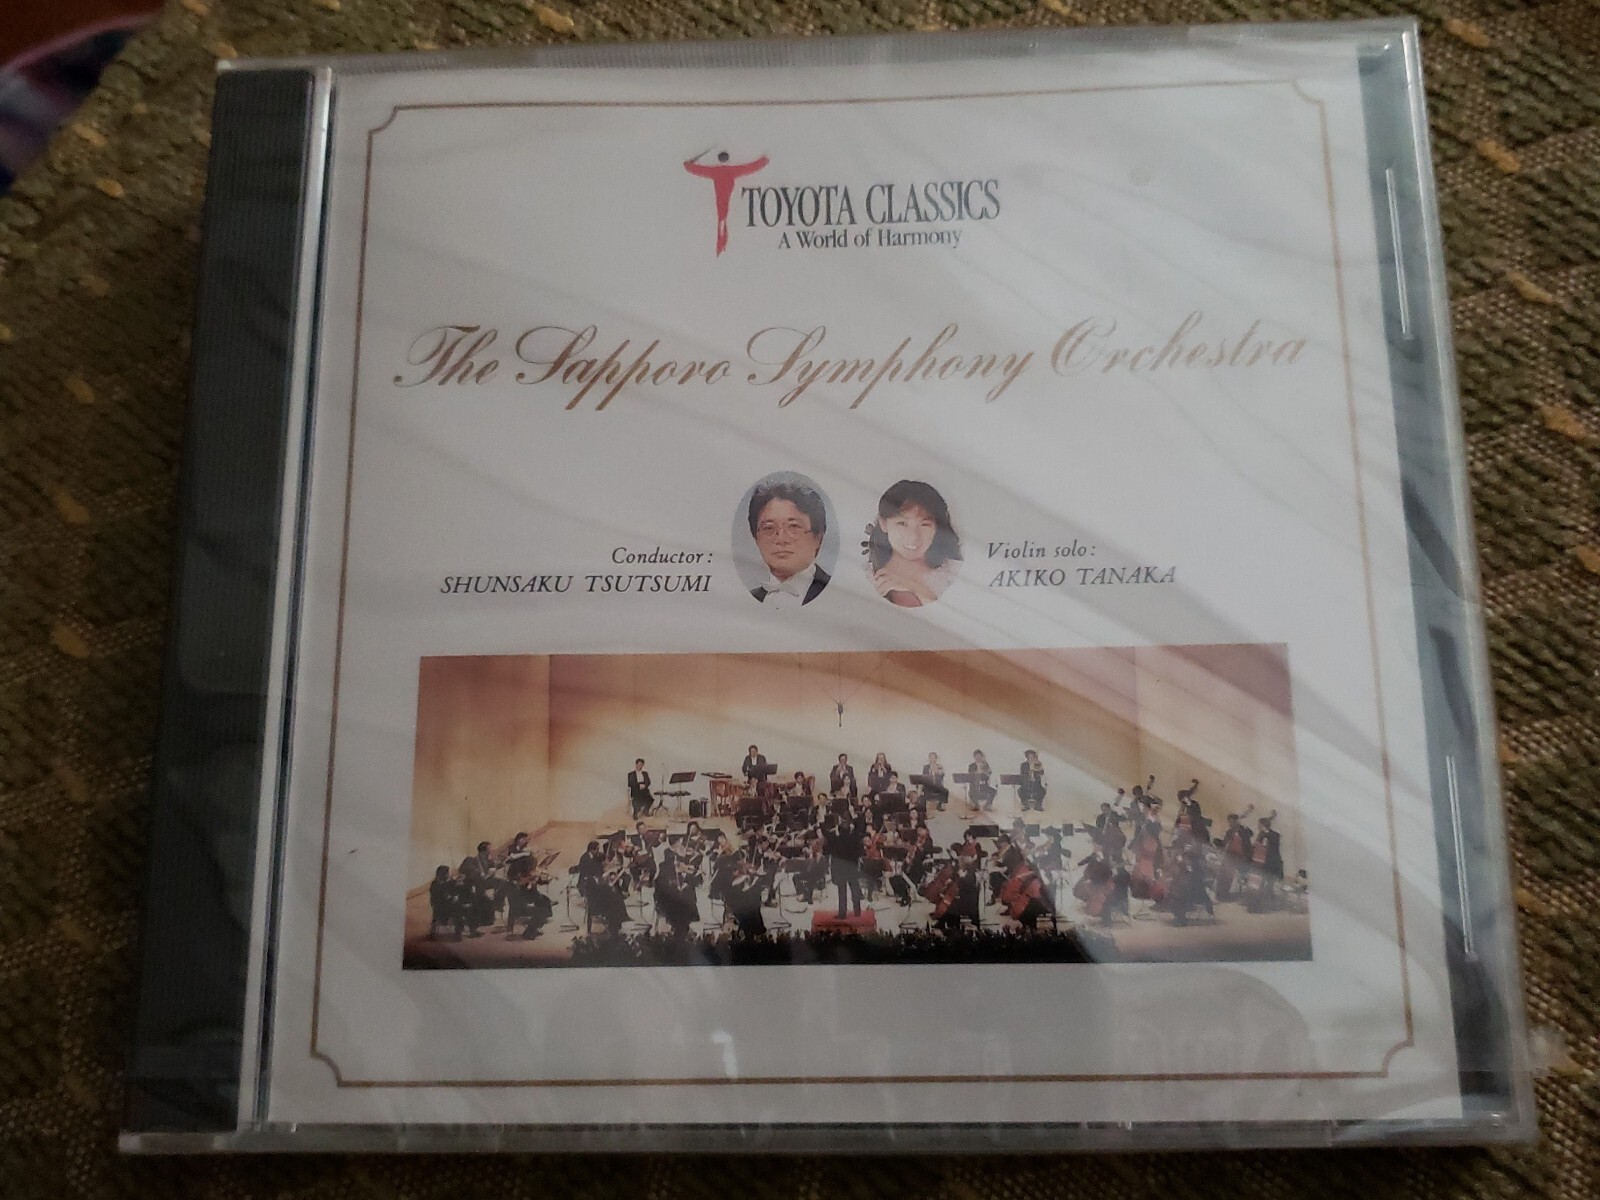 TOYOTA CLASSICS
A World of Harmony
The Sapporo Symphony Orchestra
Conductor:
SHUNSAKU TSUTSUMI
Violin solo:
AKIKO TANAKA